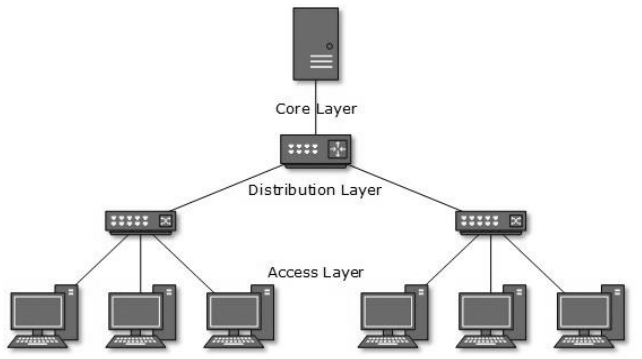 Core Layer
Distribution Layer
Access Layer